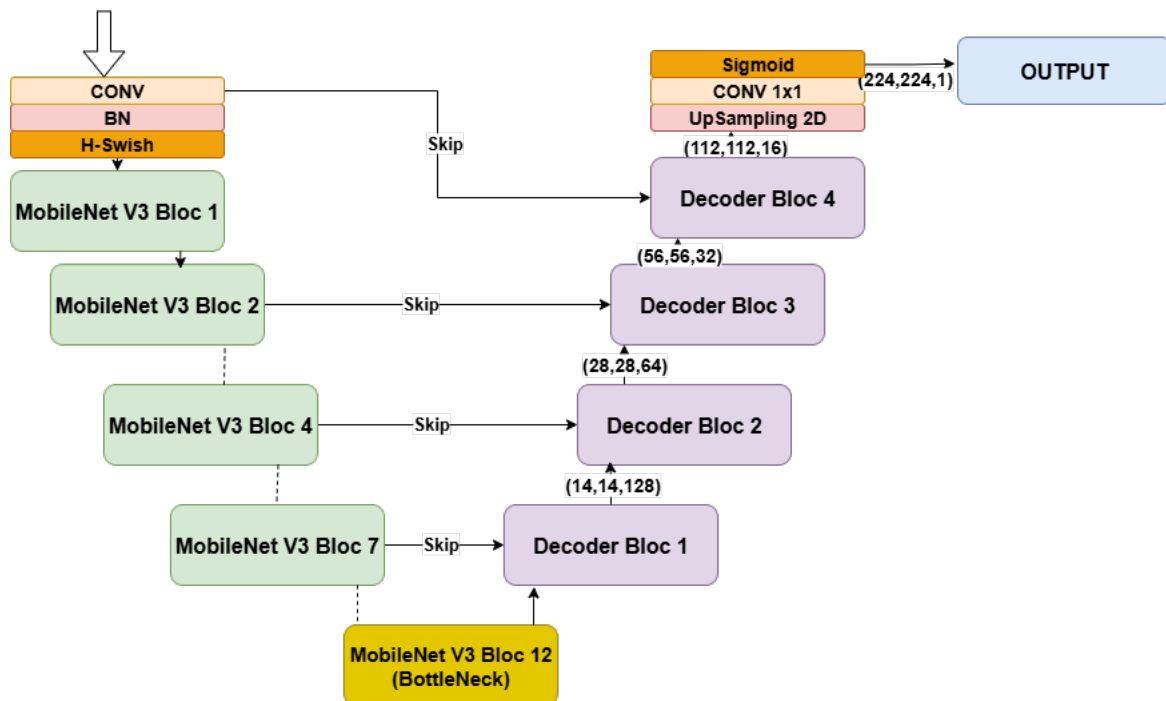 CONV
BN
H-Swish
MobileNet V3 Bloc 1
MobileNet V3 Bloc 2
MobileNet V3 Bloc 4
MobileNet V3 Bloc 7
MobileNet V3 Bloc 12
(BottleNeck)
Skip
Skip
Skip
Skip
Decoder Bloc 1
(14,14,128)
Decoder Bloc 2
(28,28,64)
Decoder Bloc 3
(56,56,32)
Decoder Bloc 4
(112,112,16)
UpSampling 2D
CONV 1x1
Sigmoid
(224,224,1)
OUTPUT